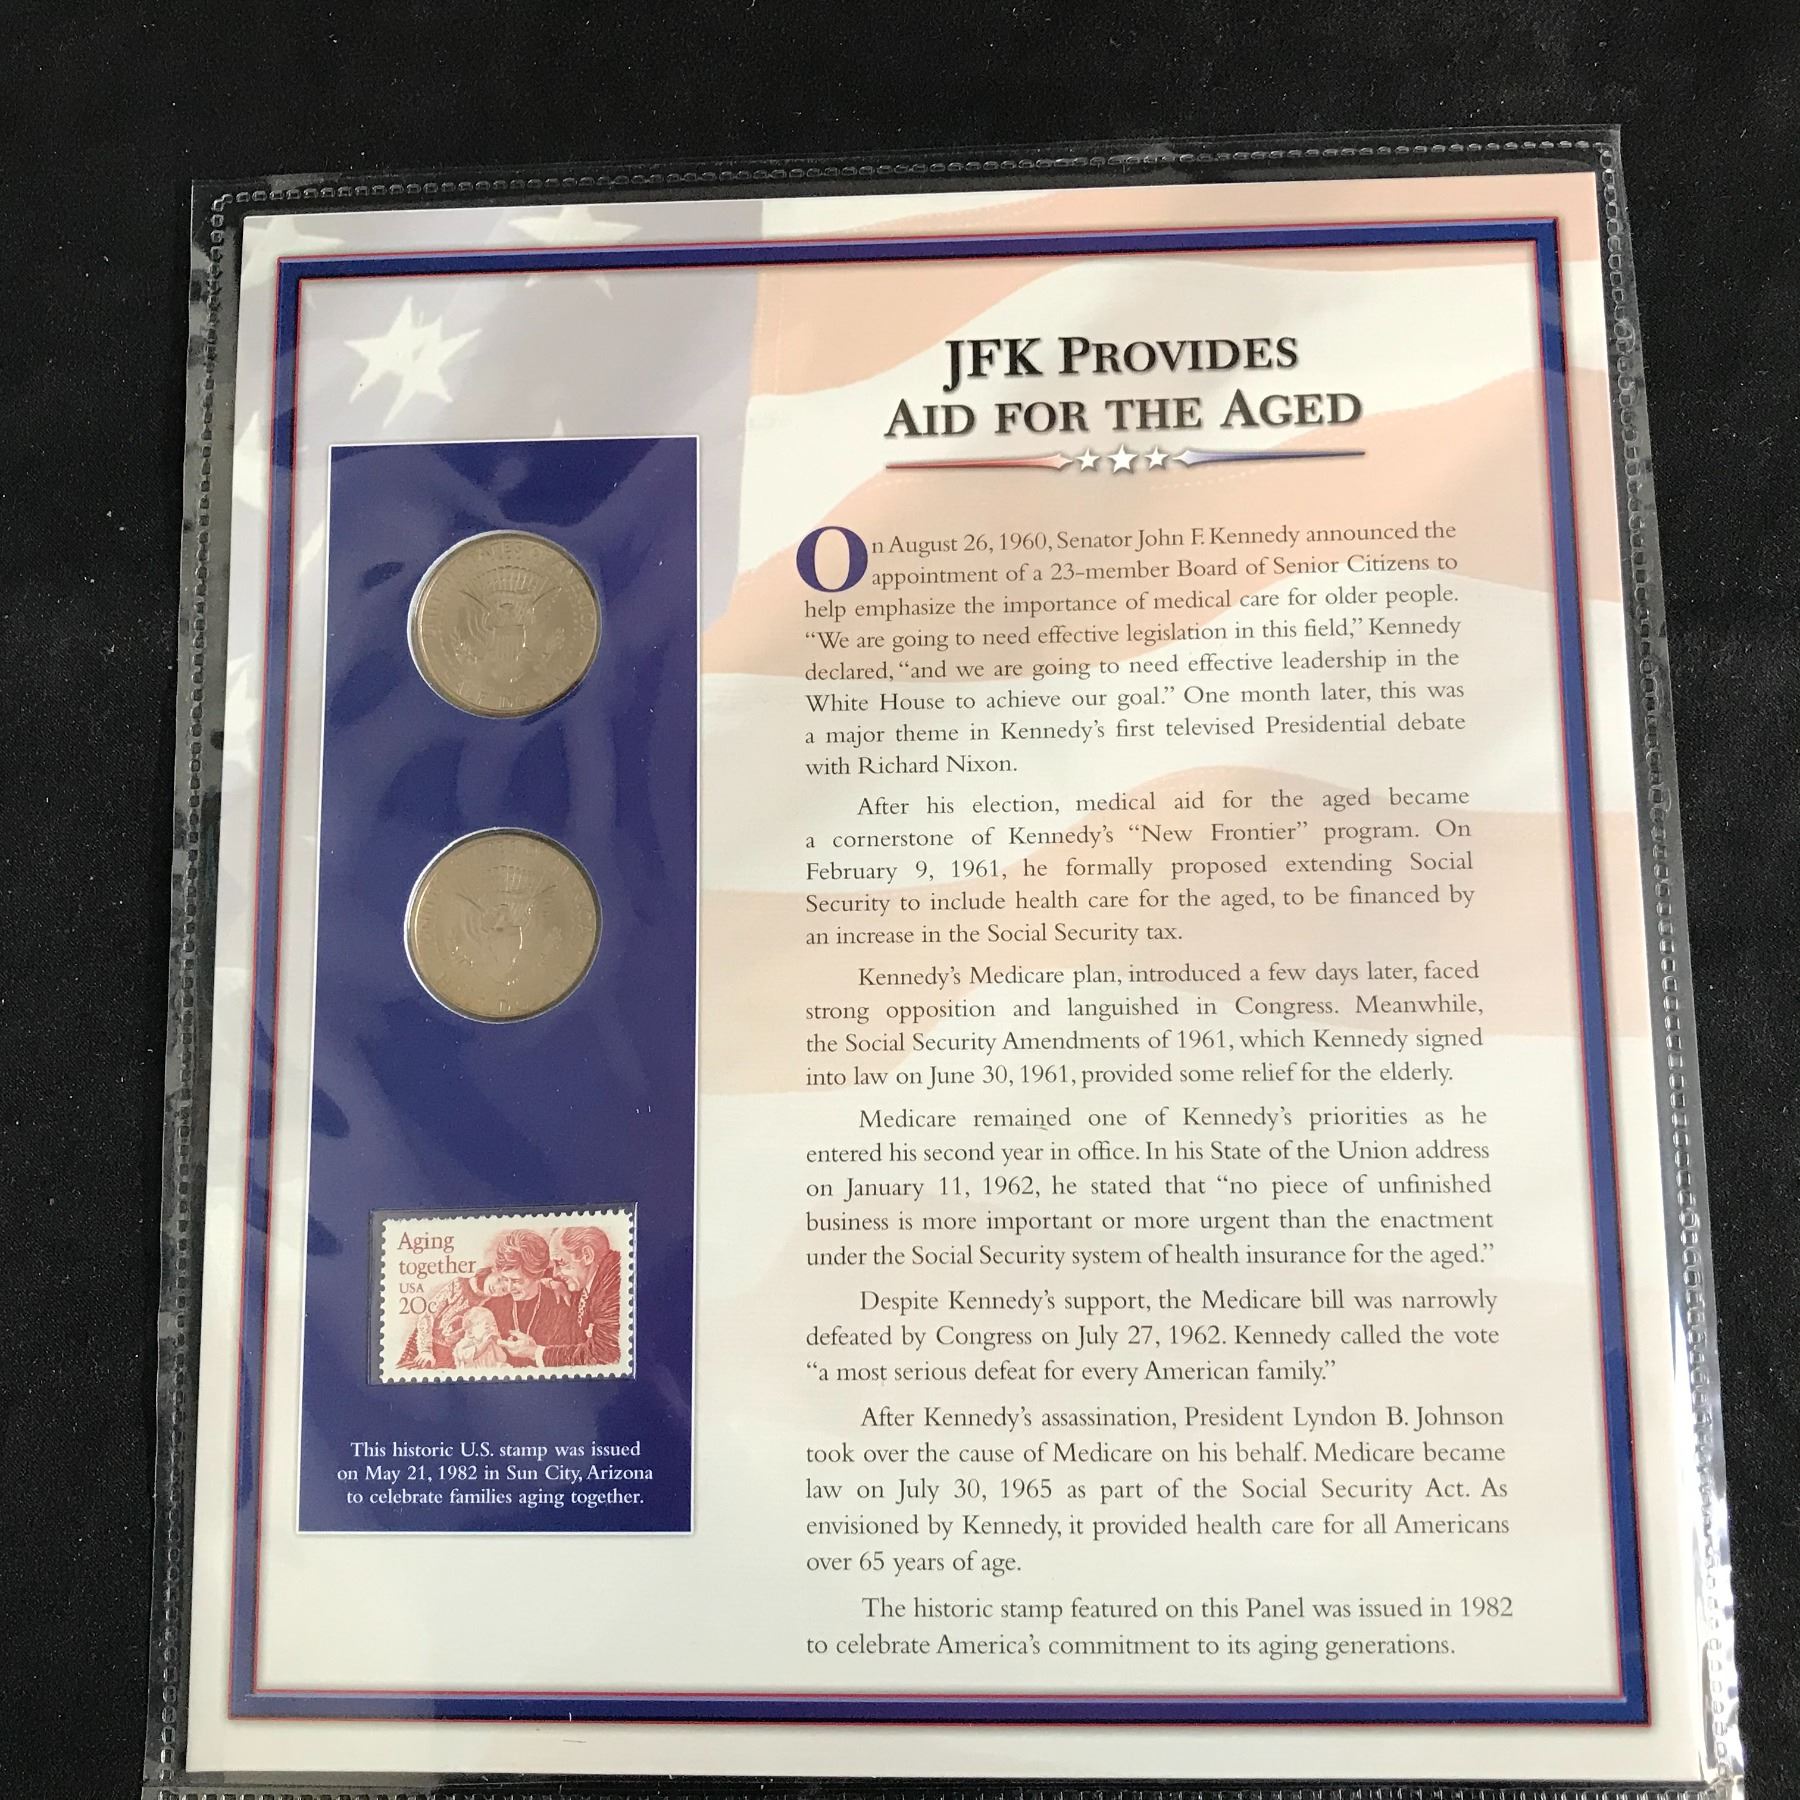 JFK PROVIDES
AID FOR THE AGED
On August 26, 1960, Senator John F. Kennedy announced the
appointment of a 23-member Board of Senior Citizens to
help emphasize the importance of medical care for older people.
“We are going to need effective legislation in this field,” Kennedy
declared, “and we are going to need effective leadership in the
White House to achieve our goal.” One month later, this was
a major theme in Kennedy’s first televised Presidential debate
with Richard Nixon.
After his election, medical aid for the aged became
a cornerstone of Kennedy’s “New Frontier” program. On
February 9, 1961, he formally proposed extending Social
Security to include health care for the aged, to be financed by
an increase in the Social Security tax.
Kennedy’s Medicare plan, introduced a few days later, faced
strong opposition and languished in Congress. Meanwhile,
the Social Security Amendments of 1961, which Kennedy signed
into law on June 30, 1961, provided some relief for the elderly.
Medicare remained one of Kennedy’s priorities as he
entered his second year in office. In his State of the Union address
on January 11, 1962, he stated that “no piece of unfinished
business is more important or more urgent than the enactment
under the Social Security system of health insurance for the aged.”
Despite Kennedy’s support, the Medicare bill was narrowly
defeated by Congress on July 27, 1962. Kennedy called the vote
“a most serious defeat for every American family.”
After Kennedy’s assassination, President Lyndon B. Johnson
took over the cause of Medicare on his behalf. Medicare became
law on July 30, 1965 as part of the Social Security Act. As
envisioned by Kennedy, it provided health care for all Americans
over 65 years of age.
The historic stamp featured on this Panel was issued in 1982
to celebrate America’s commitment to its aging generations.
Aging
together
USA
20c
This historic U.S. stamp was issued
on May 21, 1982 in Sun City, Arizona
to celebrate families aging together.